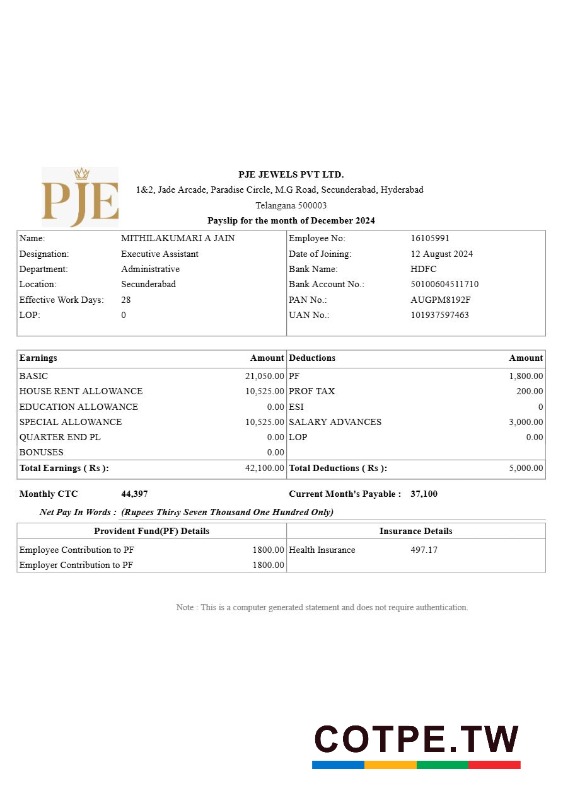 PJE
PJE JEWELS PVT LTD.
1&2, Jade Arcade, Paradise Circle, M.G Road, Secunderabad, Hyderabad
Telangana 500003
Payslip for the month of December 2024
Name: MITHILAKUMARI A JAIN Employee No: 16105991
Designation: Executive Assistant Date of Joining: 12 August 2024
Department: Administrative Bank Name: HDFC
Location: Secunderabad Bank Account No.: 50100604511710
Effective Work Days: 28 PAN No.: AUGPM8192F
LOP: 0 UAN No.: 101937597463
Earnings Amount Deductions Amount
BASIC 21,050.00 PF 1,800.00
HOUSE RENT ALLOWANCE 10,525.00 PROF TAX 200.00
EDUCATION ALLOWANCE 0.00 ESI 0
SPECIAL ALLOWANCE 10,525.00 SALARY ADVANCES 3,000.00
QUARTER END PL 0.00 LOP 0.00
BONUSES 0.00
Total Earnings ( Rs ): 42,100.00 Total Deductions ( Rs ): 5,000.00
Monthly CTC 44,397 Current Month's Payable : 37,100
Net Pay In Words : (Rupees Thirty Seven Thousand One Hundred Only)
Provident Fund(PF) Details Insurance Details
Employee Contribution to PF 1800.00 Health Insurance 497.17
Employer Contribution to PF 1800.00
Note : This is a computer generated statement and does not require authentication.
COTPE.TW